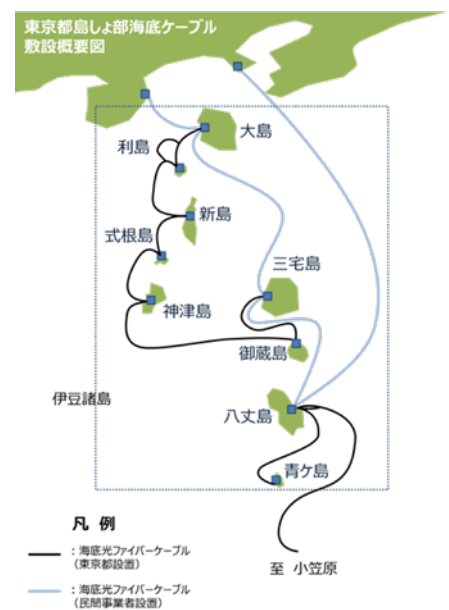 東京都島しょ部海底ケーブル
敷設概要図
大島
利島
新島
式根島
三宅島
神津島
御蔵島
伊豆諸島
八丈島
青ケ島
凡 例
：海底光ファイバーケーブル
（東京都設置）
至 小笠原
：海底光ファイバーケーブル
（民間事業者設置）